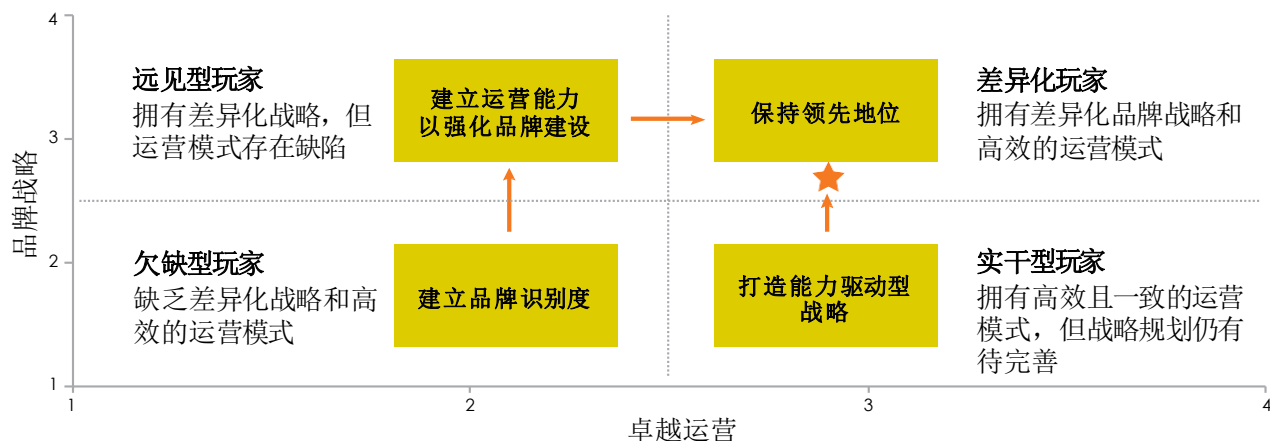 4
远见型玩家
拥有差异化战略，但
运营模式存在缺陷
建立运营能力
以强化品牌建设
保持领先地位
差异化玩家
拥有差异化品牌战略和
高效的运营模式
3
品牌战略
2
欠缺型玩家
缺乏差异化战略和高
效的运营模式
建立品牌识别度
打造能力驱动型
战略
实干型玩家
拥有高效且一致的运营
模式，但战略规划仍有
待完善
1
1
2
3
4
卓越运营